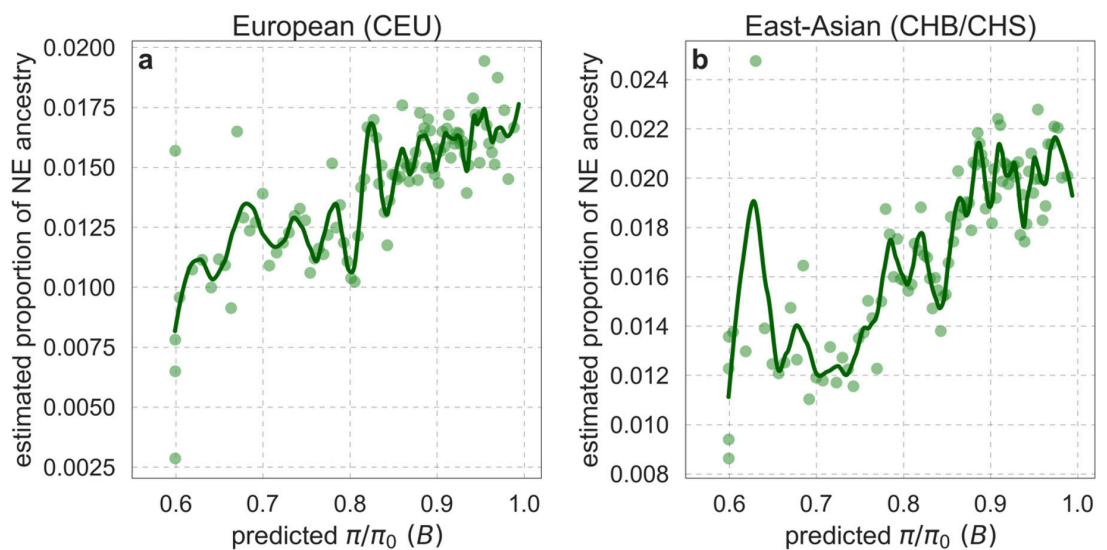 European (CEU)
a
estimated proportion of NE ancestry
0.0200
0.0175
0.0150
0.0125
0.0100
0.0075
0.0050
0.0025
0.6 0.7 0.8 0.9 1.0
predicted π/π₀ (B)
East-Asian (CHB/CHS)
b
estimated proportion of NE ancestry
0.024
0.022
0.020
0.018
0.016
0.014
0.012
0.010
0.008
0.6 0.7 0.8 0.9 1.0
predicted π/π₀ (B)